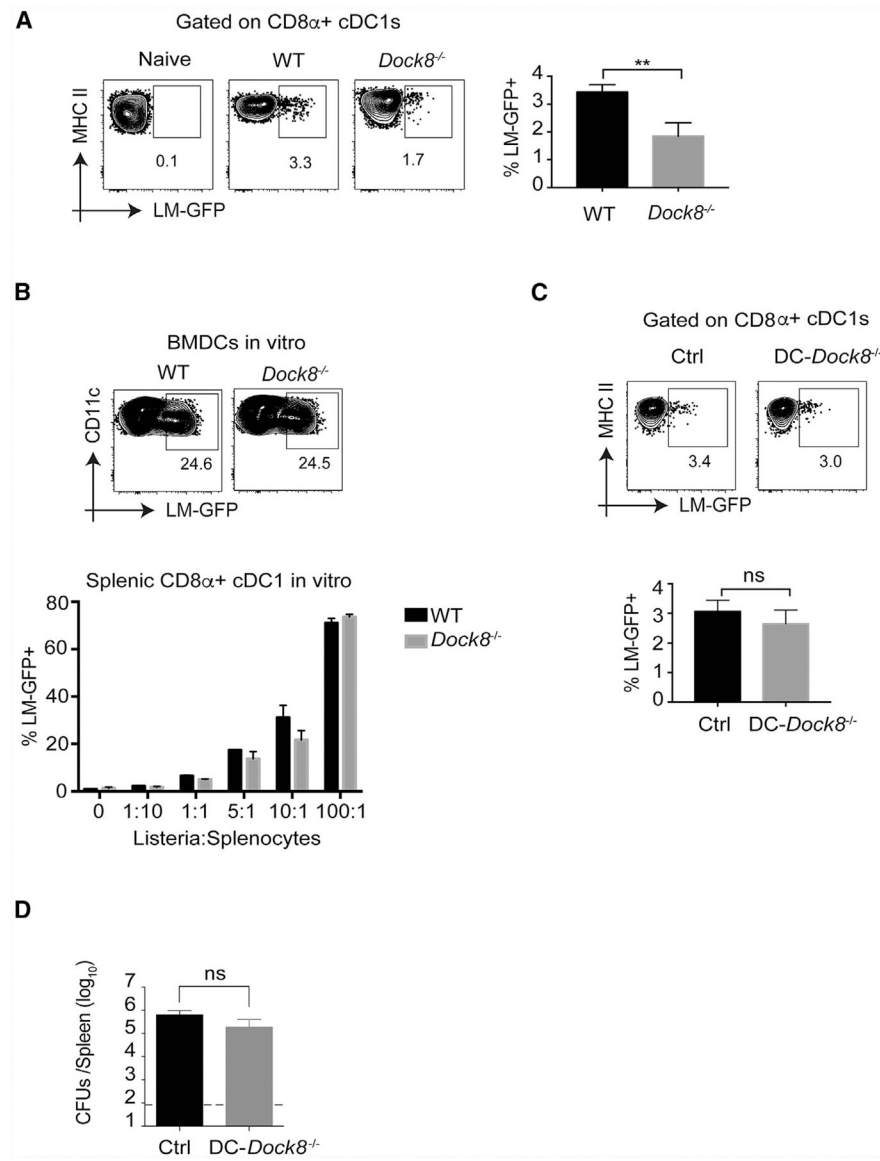 A
Gated on CD8α+ cDC1s
Naive WT Dock8-/-
MHC II
0.1 3.3 1.7
LM-GFP
% LM-GFP+
4
3
2
1
0
**
WT Dock8-/-
B
BMDCs in vitro
WT Dock8-/-
CD11c
24.6 24.5
LM-GFP
Splenic CD8α+ cDC1 in vitro
% LM-GFP+
80
60
40
20
0
WT
Dock8-/-
0 1:10 1:1 5:1 10:1 100:1
Listeria:Splenocytes
C
Gated on CD8α+ cDC1s
Ctrl DC-Dock8-/-
MHC II
3.4 3.0
LM-GFP
% LM-GFP+
4
3
2
1
0
ns
Ctrl DC-Dock8-/-
D
CFUs /Spleen (log10)
7
6
5
4
3
2
1
ns
Ctrl DC-Dock8-/-